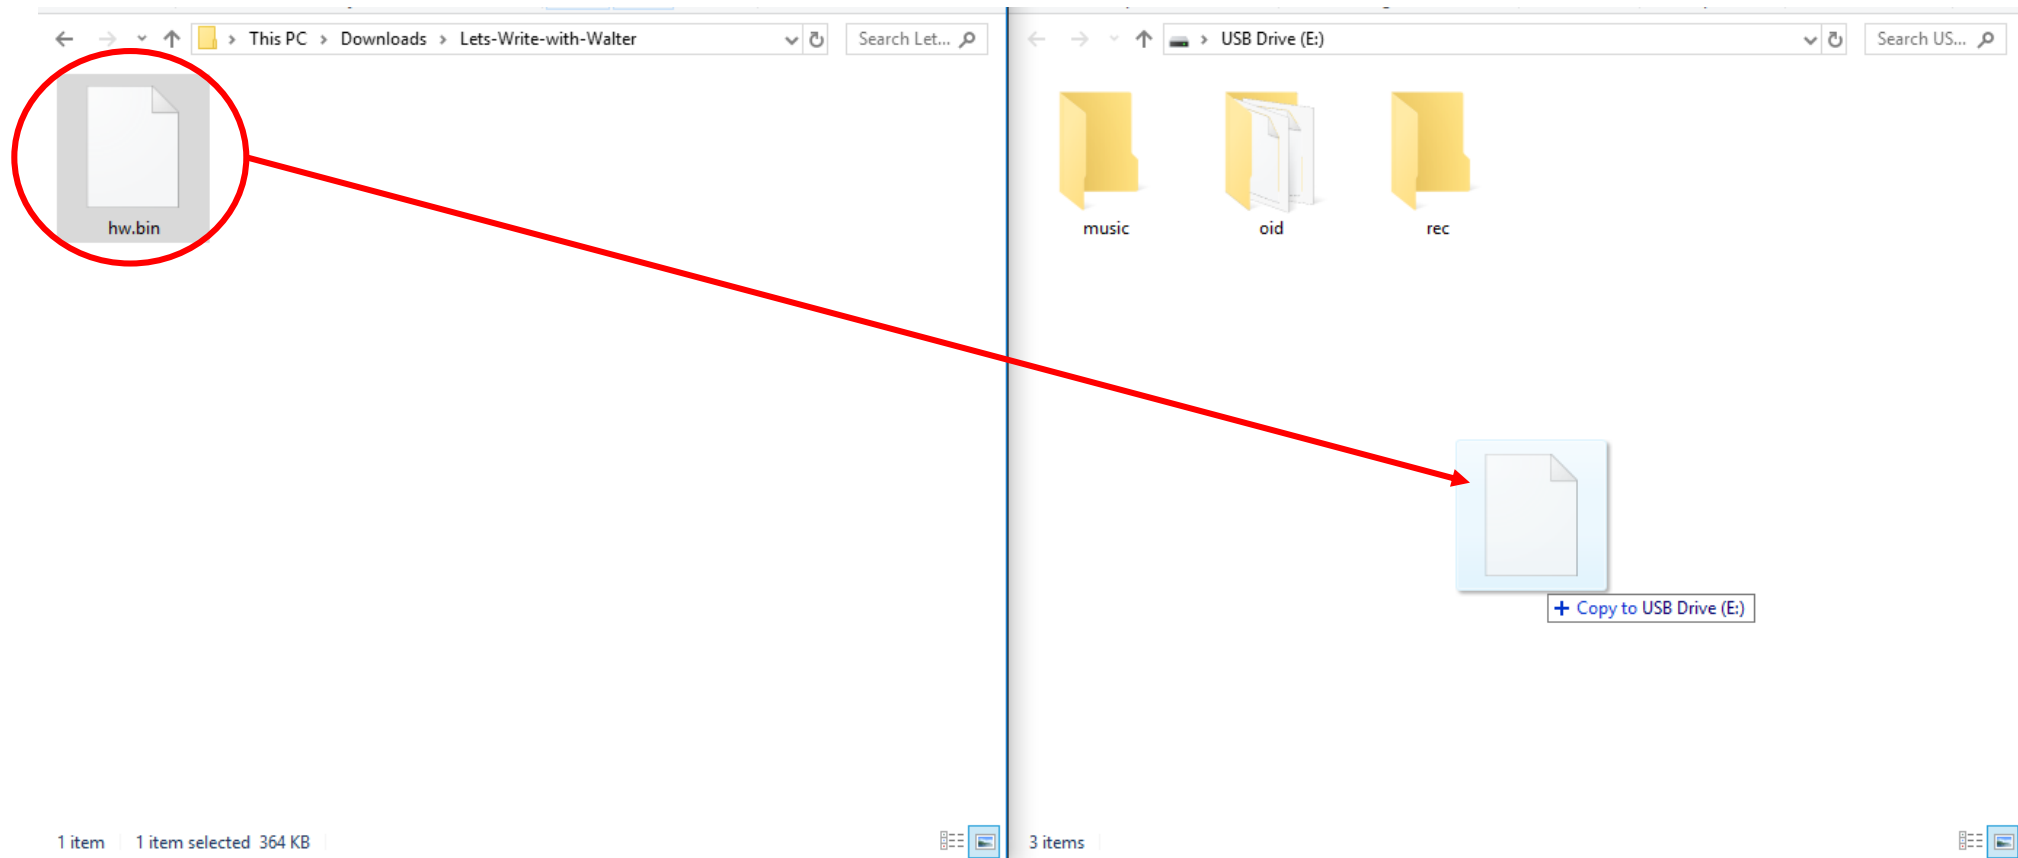 This PC > Downloads > Lets-Write-with-Walter
Search Let...
hw.bin
1 item
1 item selected 364 KB
USB Drive (E:)
Search US...
music
oid
rec
+ Copy to USB Drive (E:)
3 items